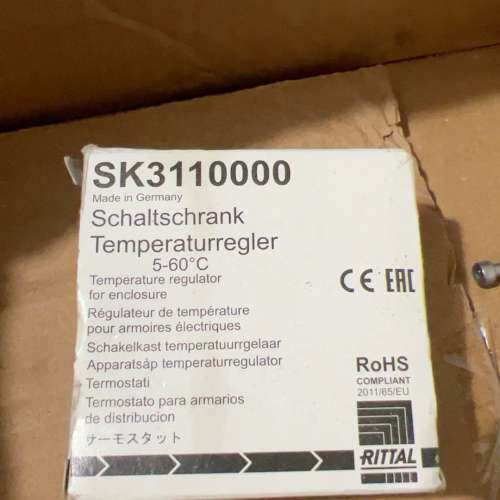 SK3110000
Made in Germany
Schaltschrank
Temperaturregler
5-60°C
Temperature regulator
for enclosure
Régulateur de température
pour armoires électriques
Schakelkast temperatuurrgelaar
Apparatsåp temperaturregulator
Termostati
Termostato para armarios
de distribucion
サーモスタット
CE EAC
RoHS
COMPLIANT
2011/65/EU
RITTAL